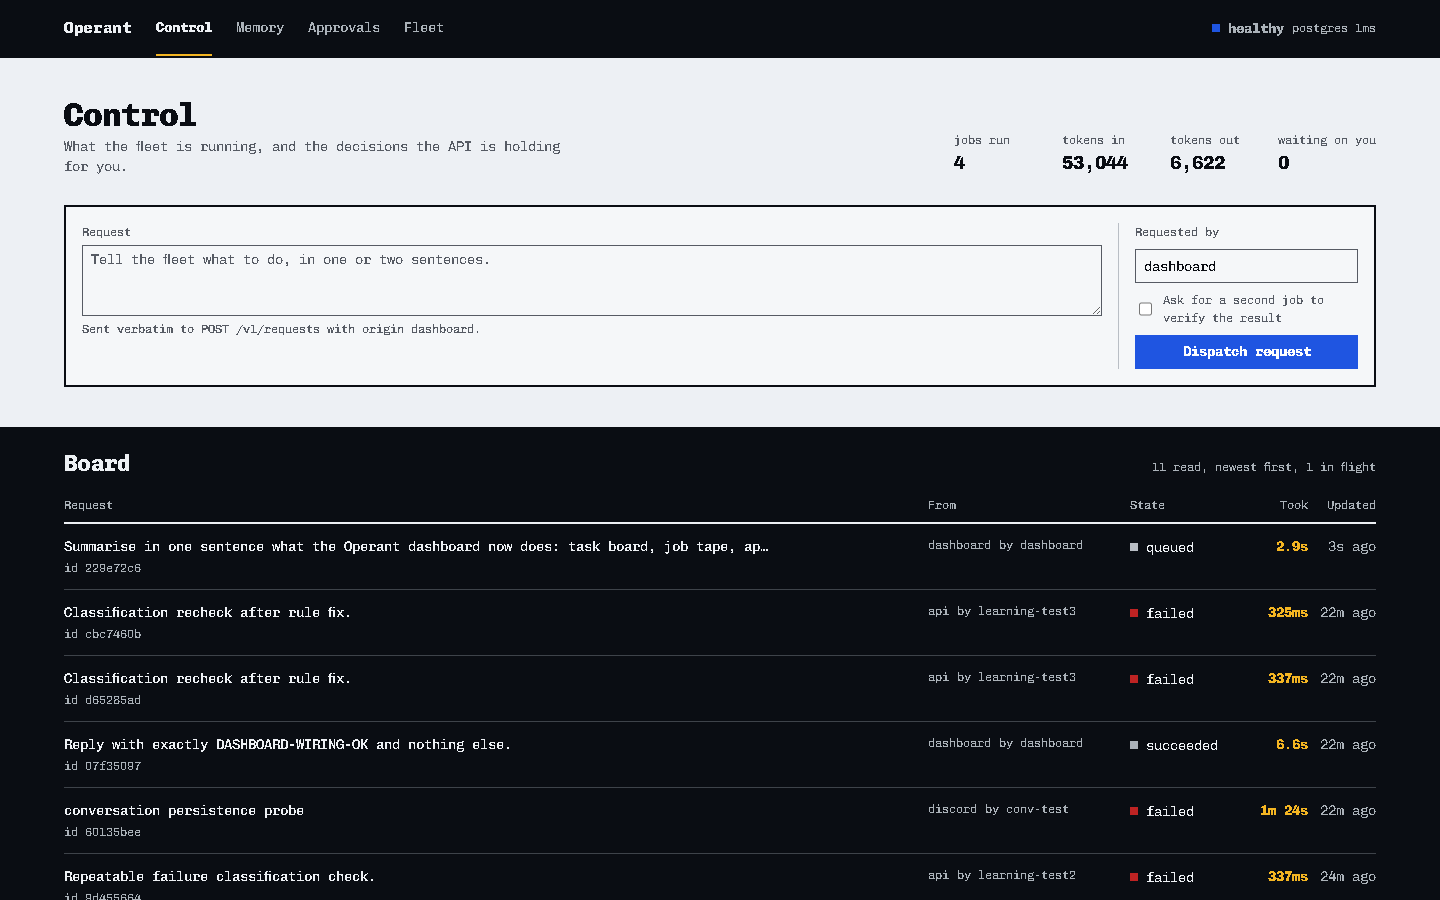 Operant Control Memory Approvals Fleet healthy postgres 1ms
Control
What the fleet is running, and the decisions the API is holding
for you.
jobs run tokens in tokens out waiting on you
4 53,044 6,622 0
Request
Tell the fleet what to do, in one or two sentences.
Sent verbatim to POST /v1/requests with origin dashboard.
Requested by
dashboard
Ask for a second job to
verify the result
Dispatch request
Board
11 read, newest first, 1 in flight
Request From State Took Updated
Summarise in one sentence what the Operant dashboard now does: task board, job tape, ap… dashboard by dashboard queued 2.9s 3s ago
id 229e72c6
Classification recheck after rule fix. api by learning-test3 failed 325ms 22m ago
id cbc7460b
Classification recheck after rule fix. api by learning-test3 failed 337ms 22m ago
id d65285ad
Reply with exactly DASHBOARD-WIRING-OK and nothing else. dashboard by dashboard succeeded 6.6s 22m ago
id 07f35097
conversation persistence probe discord by conv-test failed 1m 24s 22m ago
id 60135bee
Repeatable failure classification check. api by learning-test2 failed 337ms 24m ago
id 9d455664